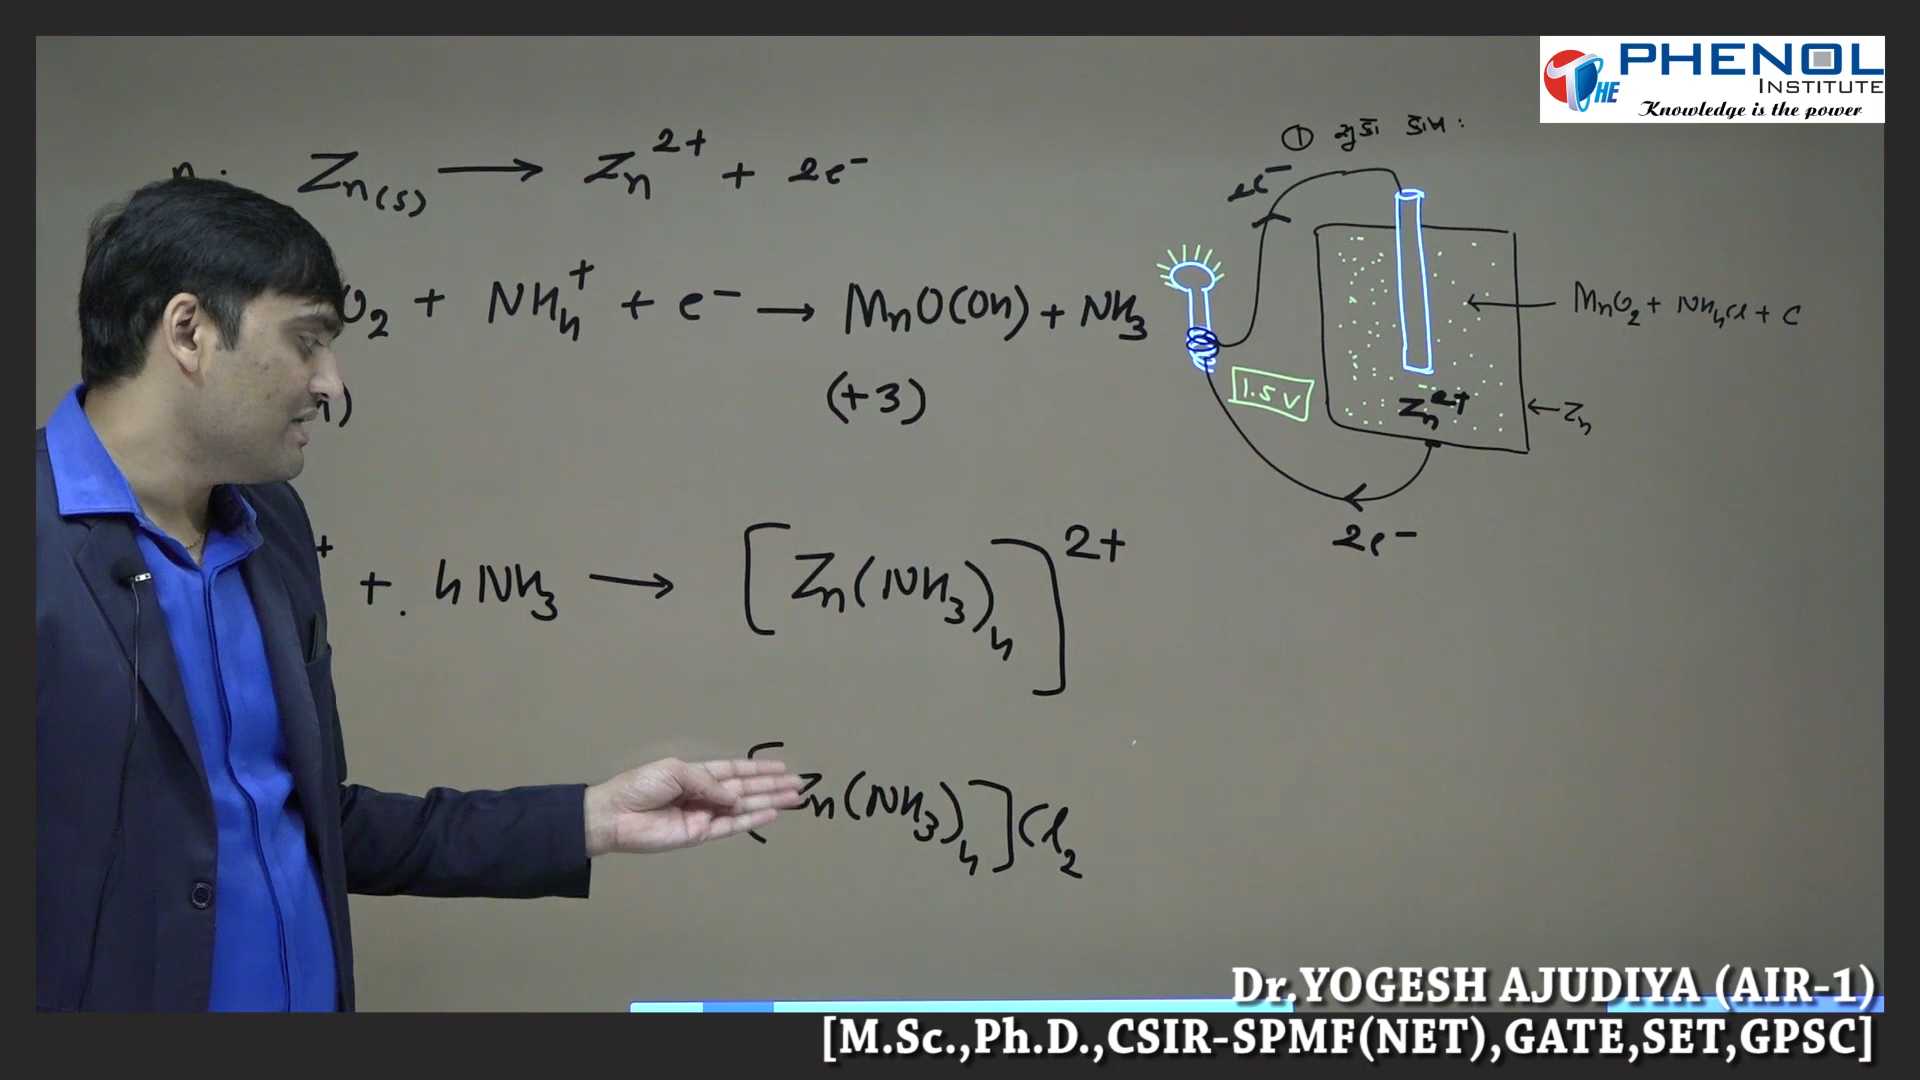 THE PHENOL
INSTITUTE
Knowledge is the power
① સુકો કોષ :
Zn(s) ⟶ Zn²⁺ + 2e⁻
2e⁻
O₂ + NH₄⁺ + e⁻ ⟶ MnO(OH) + NH₃
(+3)
MnO₂ + NH₄Cl + C
1.5 V
Zn²⁺
← Zn
2e⁻
+ 4NH₃ ⟶ [Zn(NH₃)₄]²⁺
[Zn(NH₃)₄]Cl₂
Dr.YOGESH AJUDIYA (AIR-1)
[M.Sc.,Ph.D.,CSIR-SPMF(NET),GATE,SET,GPSC]